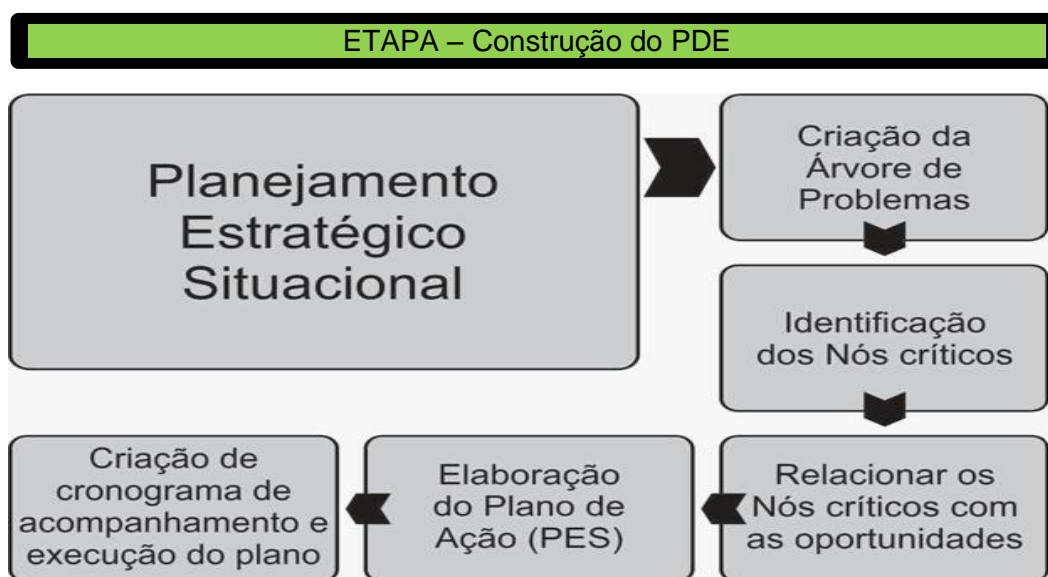 ETAPA – Construção do PDE
Planejamento
Estratégico
Situacional
Criação da
Árvore de
Problemas
Identificação
dos Nós críticos
Relacionar os
Nós críticos com
as oportunidades
Elaboração
do Plano de
Ação (PES)
Criação de
cronograma de
acompanhamento e
execução do plano